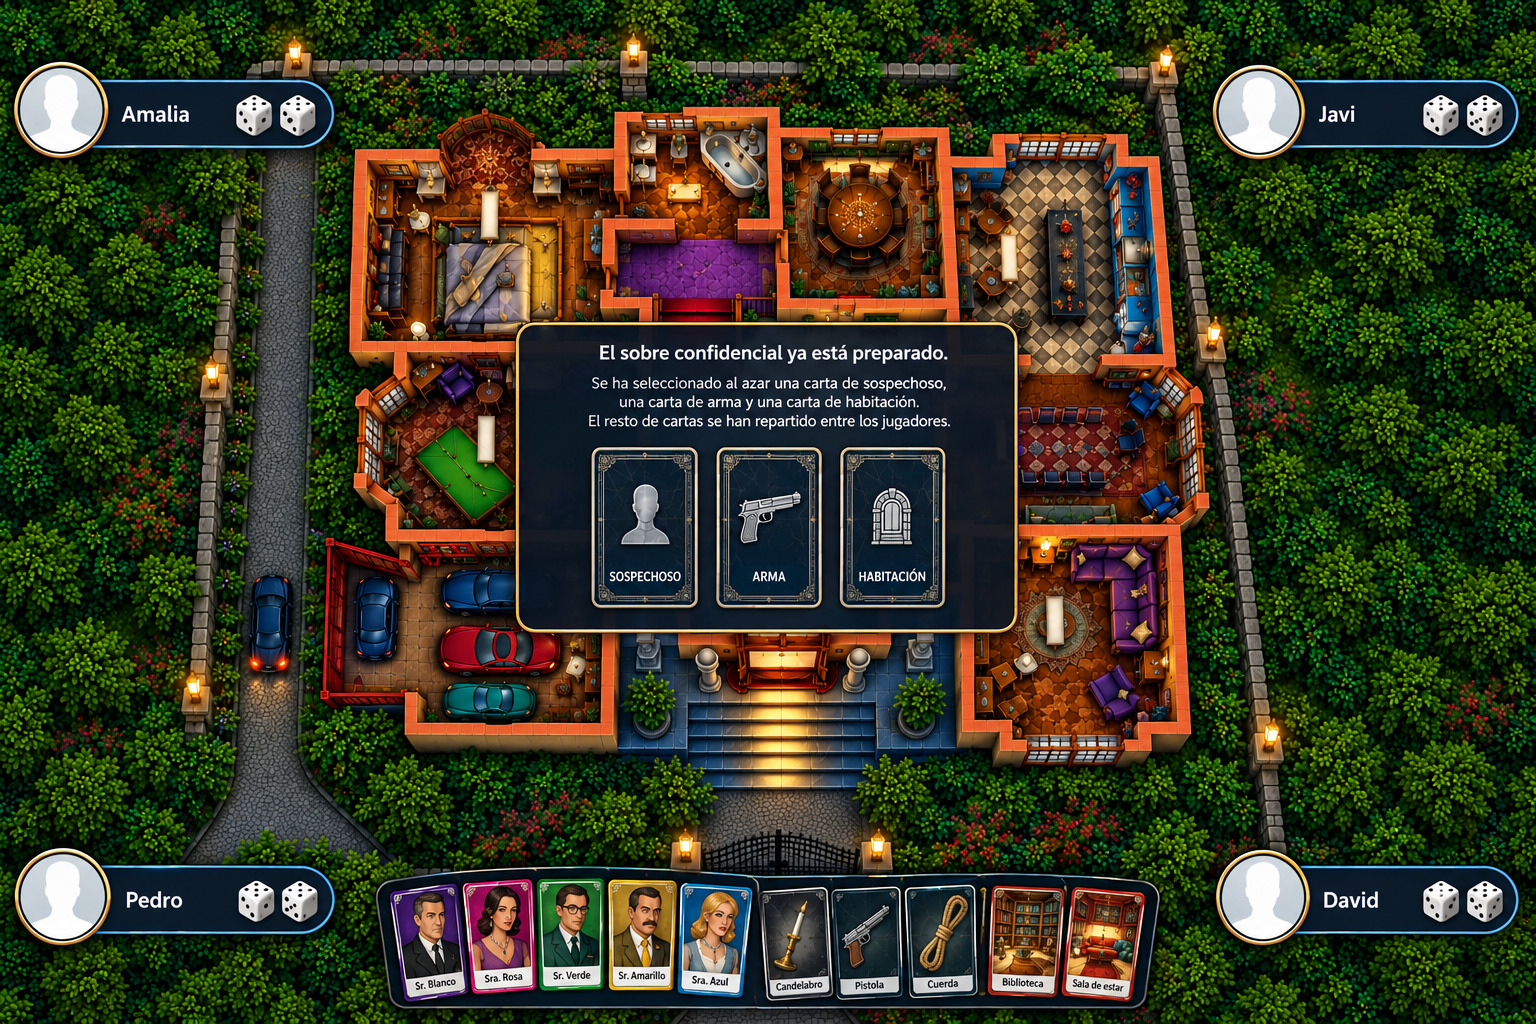 Amalia
Javi
El sobre confidencial ya está preparado.
Se ha seleccionado al azar una carta de sospechoso,
una carta de arma y una carta de habitación.
El resto de cartas se han repartido entre los jugadores.
SOSPECHOSO
ARMA
HABITACIÓN
Pedro
David
Sr. Blanco
Sra. Rosa
Sr. Verde
Sr. Amarillo
Sra. Azul
Candelabro
Pistola
Cuerda
Biblioteca
Sala de estar